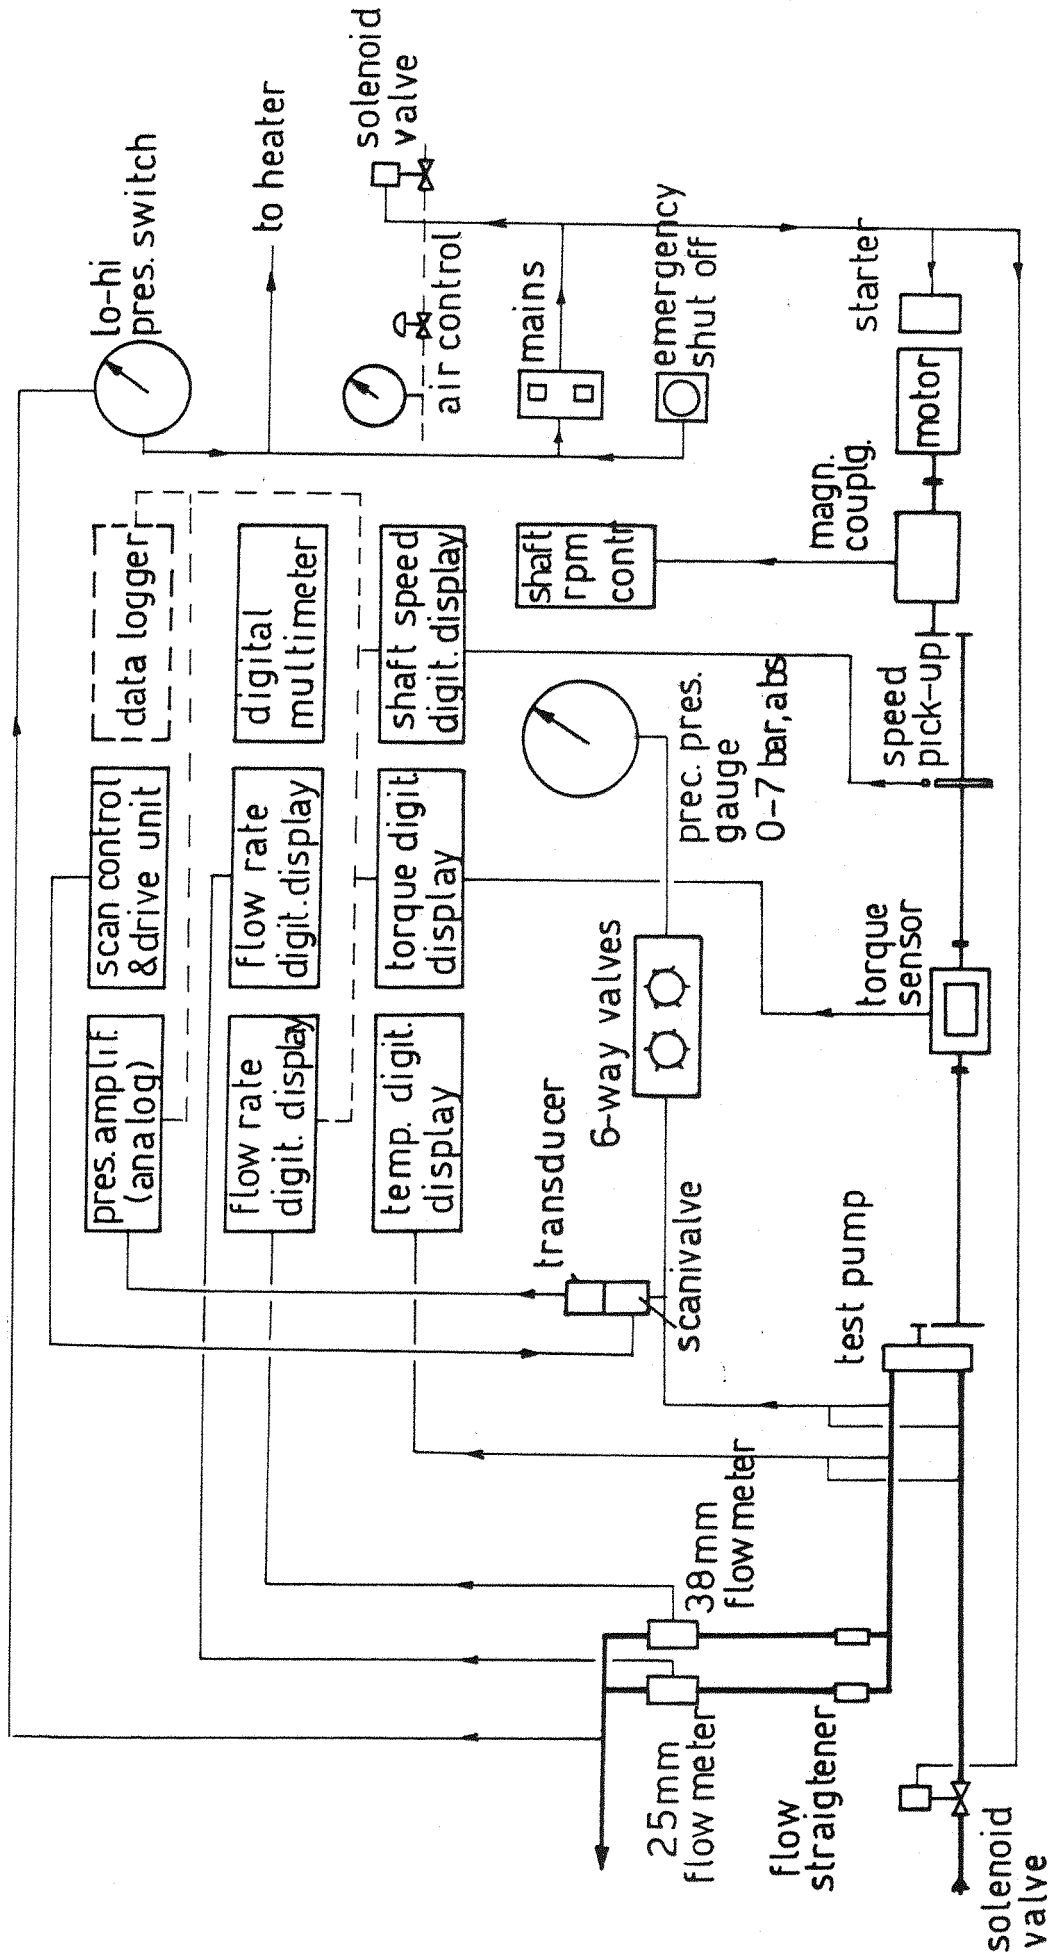 lo-hi
pres. switch
to heater
solenoid
valve
air control
mains
emergency
shut off
starter
motor
magn.
couplg.
data logger
digital
multimeter
shaft speed
digit. display
shaft
rpm
contr
scan control
& drive unit
flow rate
digit. display
torque digit.
display
prec. pres.
gauge
0-7 bar, abs
speed
pick-up
pres. amplif.
(analog)
flow rate
digit. display
temp. digit.
display
transducer
6-way valves
scanivalve
torque
sensor
test pump
38mm
flow meter
25mm
flow meter
flow
straigtener
solenoid
valve